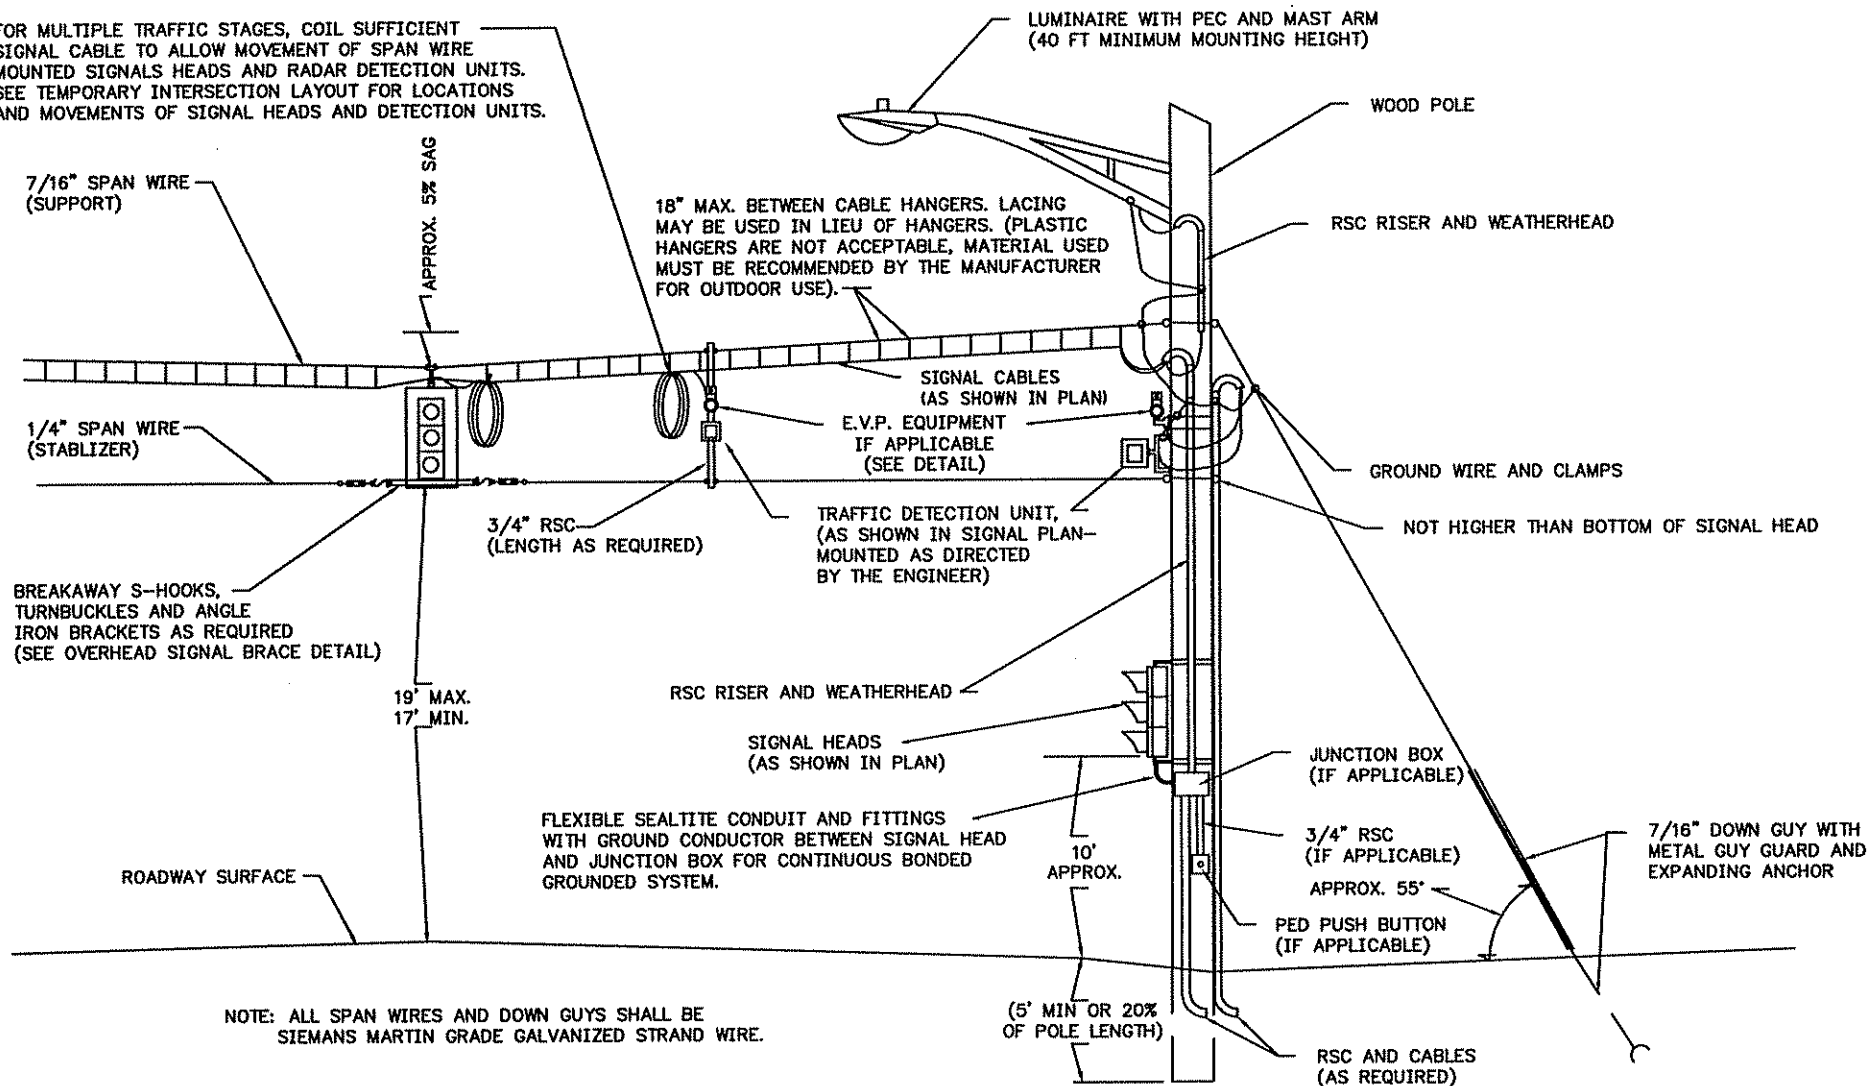 FOR MULTIPLE TRAFFIC STAGES, COIL SUFFICIENT
SIGNAL CABLE TO ALLOW MOVEMENT OF SPAN WIRE
MOUNTED SIGNALS HEADS AND RADAR DETECTION UNITS.
SEE TEMPORARY INTERSECTION LAYOUT FOR LOCATIONS
AND MOVEMENTS OF SIGNAL HEADS AND DETECTION UNITS.
LUMINAIRE WITH PEC AND MAST ARM
(40 FT MINIMUM MOUNTING HEIGHT)
WOOD POLE
7/16" SPAN WIRE
(SUPPORT)
APPROX. 5% SAG
18" MAX. BETWEEN CABLE HANGERS. LACING
MAY BE USED IN LIEU OF HANGERS. (PLASTIC
HANGERS ARE NOT ACCEPTABLE, MATERIAL USED
MUST BE RECOMMENDED BY THE MANUFACTURER
FOR OUTDOOR USE).
RSC RISER AND WEATHERHEAD
SIGNAL CABLES
(AS SHOWN IN PLAN)
1/4" SPAN WIRE
(STABLIZER)
E.V.P. EQUIPMENT
IF APPLICABLE
(SEE DETAIL)
GROUND WIRE AND CLAMPS
3/4" RSC
(LENGTH AS REQUIRED)
TRAFFIC DETECTION UNIT,
(AS SHOWN IN SIGNAL PLAN-
MOUNTED AS DIRECTED
BY THE ENGINEER)
NOT HIGHER THAN BOTTOM OF SIGNAL HEAD
BREAKAWAY S-HOOKS,
TURNBUCKLES AND ANGLE
IRON BRACKETS AS REQUIRED
(SEE OVERHEAD SIGNAL BRACE DETAIL)
19' MAX.
17' MIN.
RSC RISER AND WEATHERHEAD
SIGNAL HEADS
(AS SHOWN IN PLAN)
JUNCTION BOX
(IF APPLICABLE)
FLEXIBLE SEALTITE CONDUIT AND FITTINGS
WITH GROUND CONDUCTOR BETWEEN SIGNAL HEAD
AND JUNCTION BOX FOR CONTINUOUS BONDED
GROUNDED SYSTEM.
10'
APPROX.
3/4" RSC
(IF APPLICABLE)
7/16" DOWN GUY WITH
METAL GUY GUARD AND
EXPANDING ANCHOR
APPROX. 55°
ROADWAY SURFACE
PED PUSH BUTTON
(IF APPLICABLE)
NOTE: ALL SPAN WIRES AND DOWN GUYS SHALL BE
SIEMANS MARTIN GRADE GALVANIZED STRAND WIRE.
(5' MIN OR 20%
OF POLE LENGTH)
RSC AND CABLES
(AS REQUIRED)